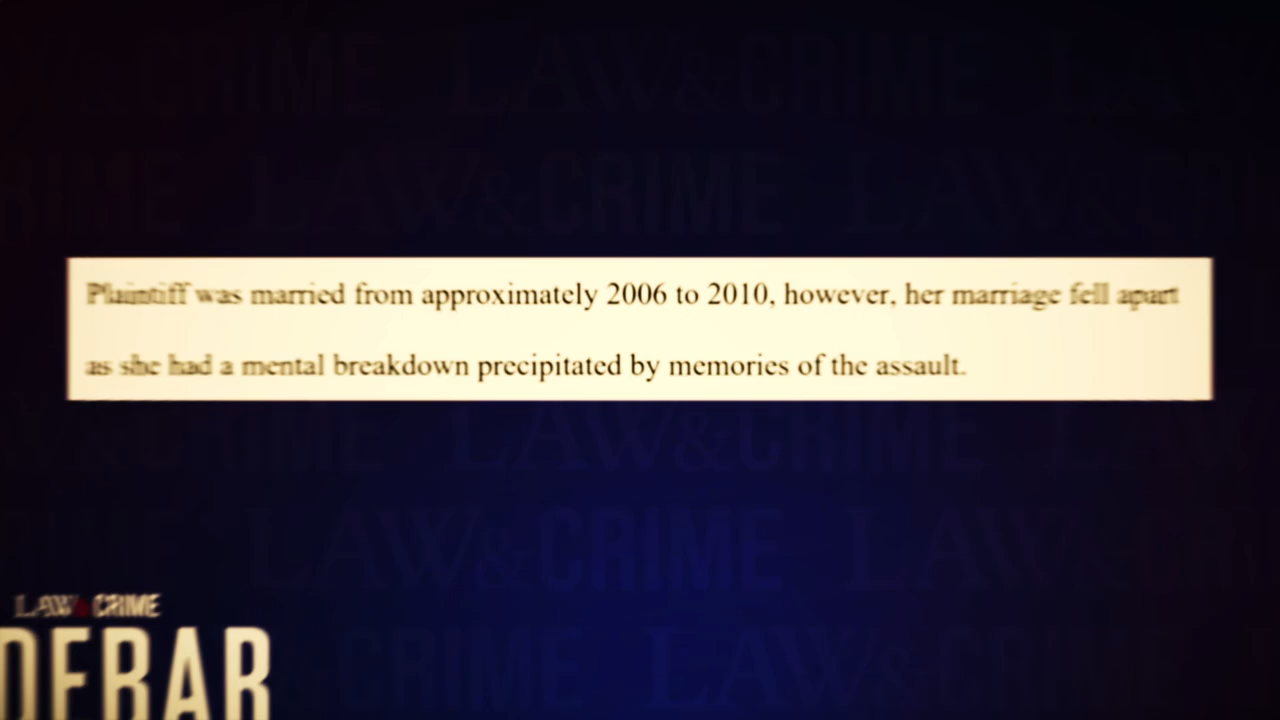 Plaintiff was married from approximately 2006 to 2010, however, her marriage fell apart
as she had a mental breakdown precipitated by memories of the assault.
LAW&CRIME
DEBAR